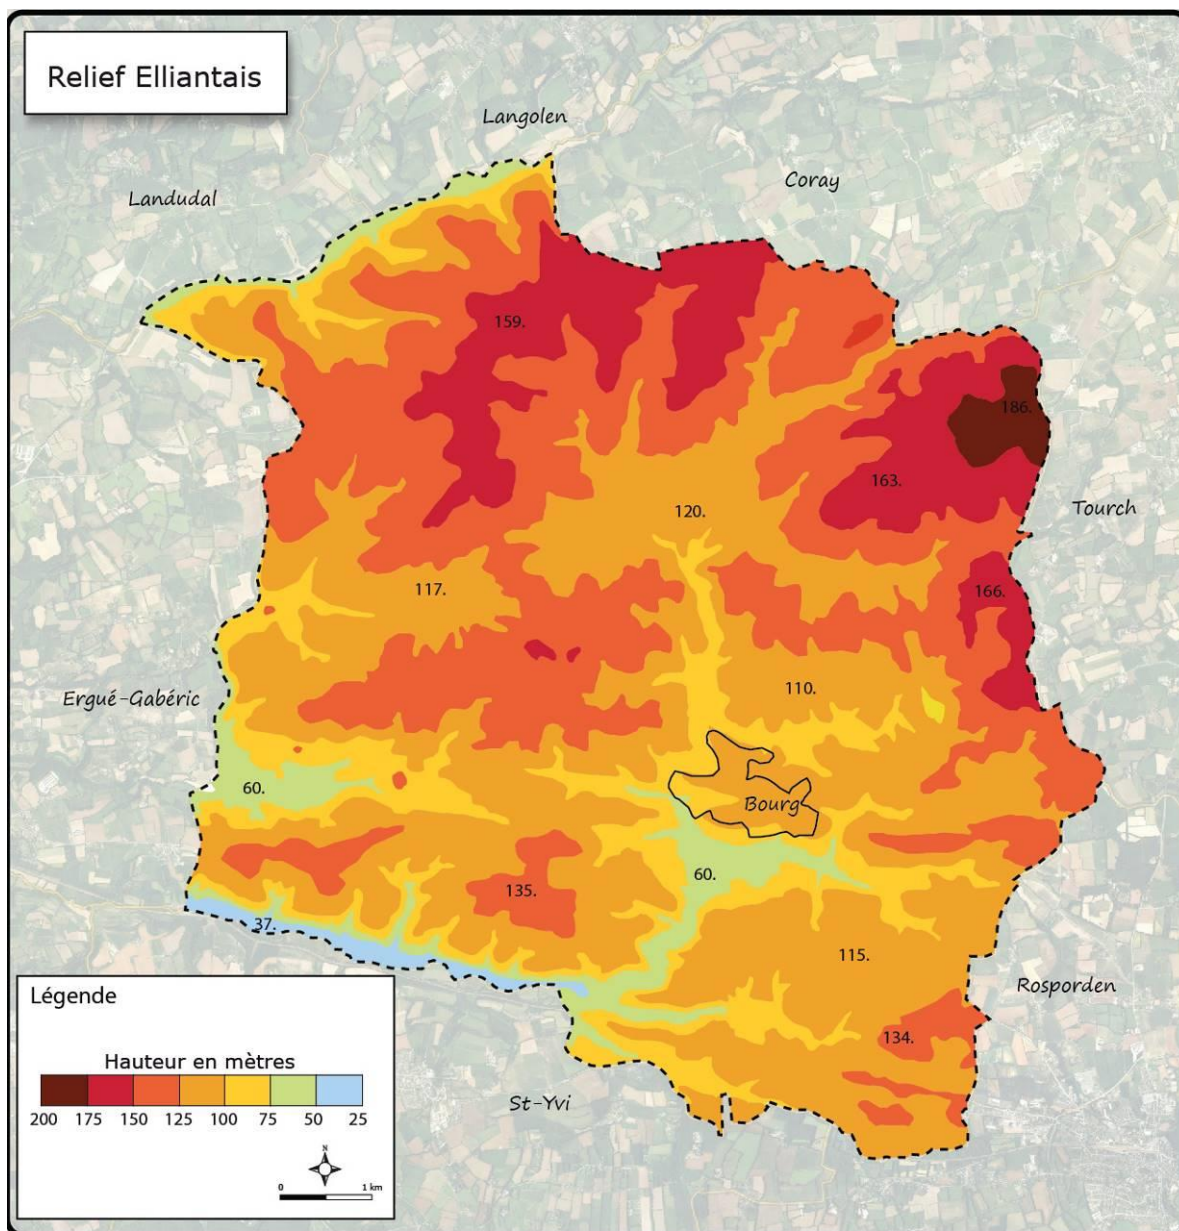 Relief Elliantais
Langolen
Coray
Landudal
159.
186.
163.
Tourch
120.
117.
166.
110.
Ergué-Gabéric
60.
Bourg
60.
135.
37.
115.
Rosporden
134.
St-Yvi
Légende
Hauteur en mètres
200 175 150 125 100 75 50 25
N
0 1 km